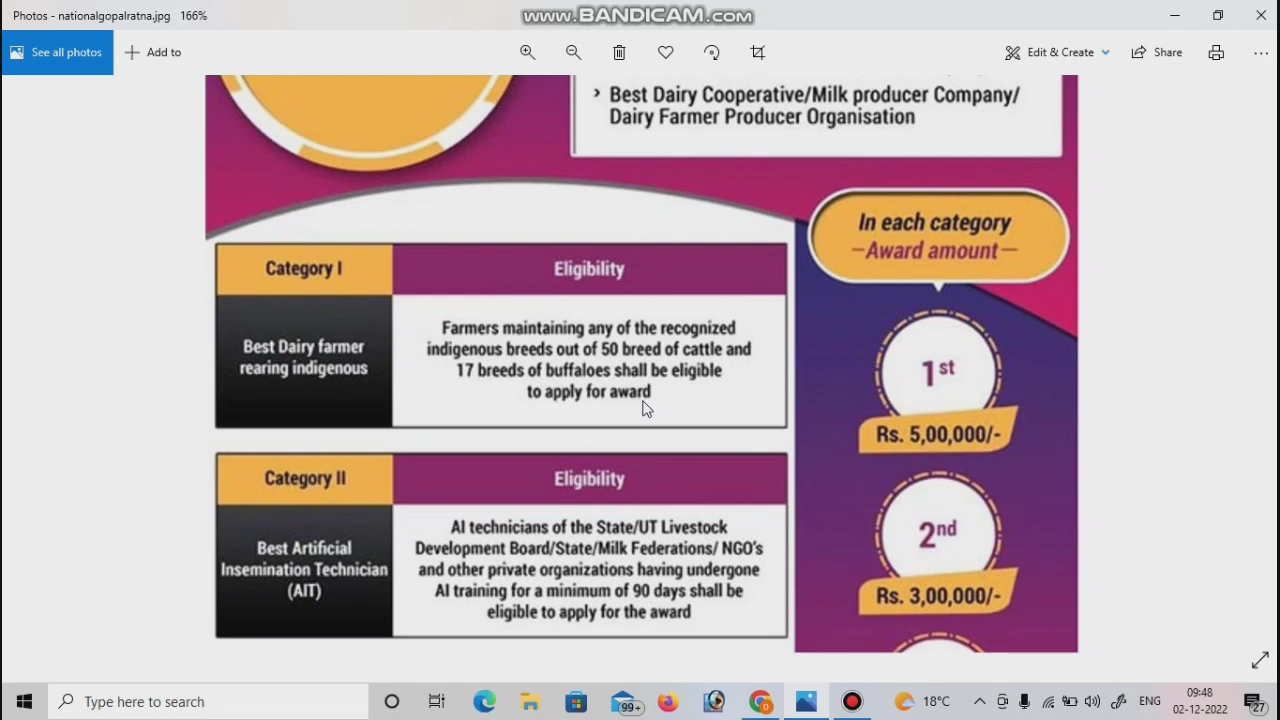 Photos - nationalgopalratna.jpg 166%
www.BANDICAM.com
See all photos
Add to
Edit & Create
Share
› Best Dairy Cooperative/Milk producer Company/
Dairy Farmer Producer Organisation
In each category
Award amount
Category I
Eligibility
Best Dairy farmer
rearing indigenous
Farmers maintaining any of the recognized
indigenous breeds out of 50 breed of cattle and
17 breeds of buffaloes shall be eligible
to apply for award
1st
Rs. 5,00,000/-
Category II
Eligibility
Best Artificial
Insemination Technician
(AIT)
AI technicians of the State/UT Livestock
Development Board/State/Milk Federations/ NGO's
and other private organizations having undergone
AI training for a minimum of 90 days shall be
eligible to apply for the award
2nd
Rs. 3,00,000/-
Type here to search
99+
18°C
ENG
09:48
02-12-2022
27